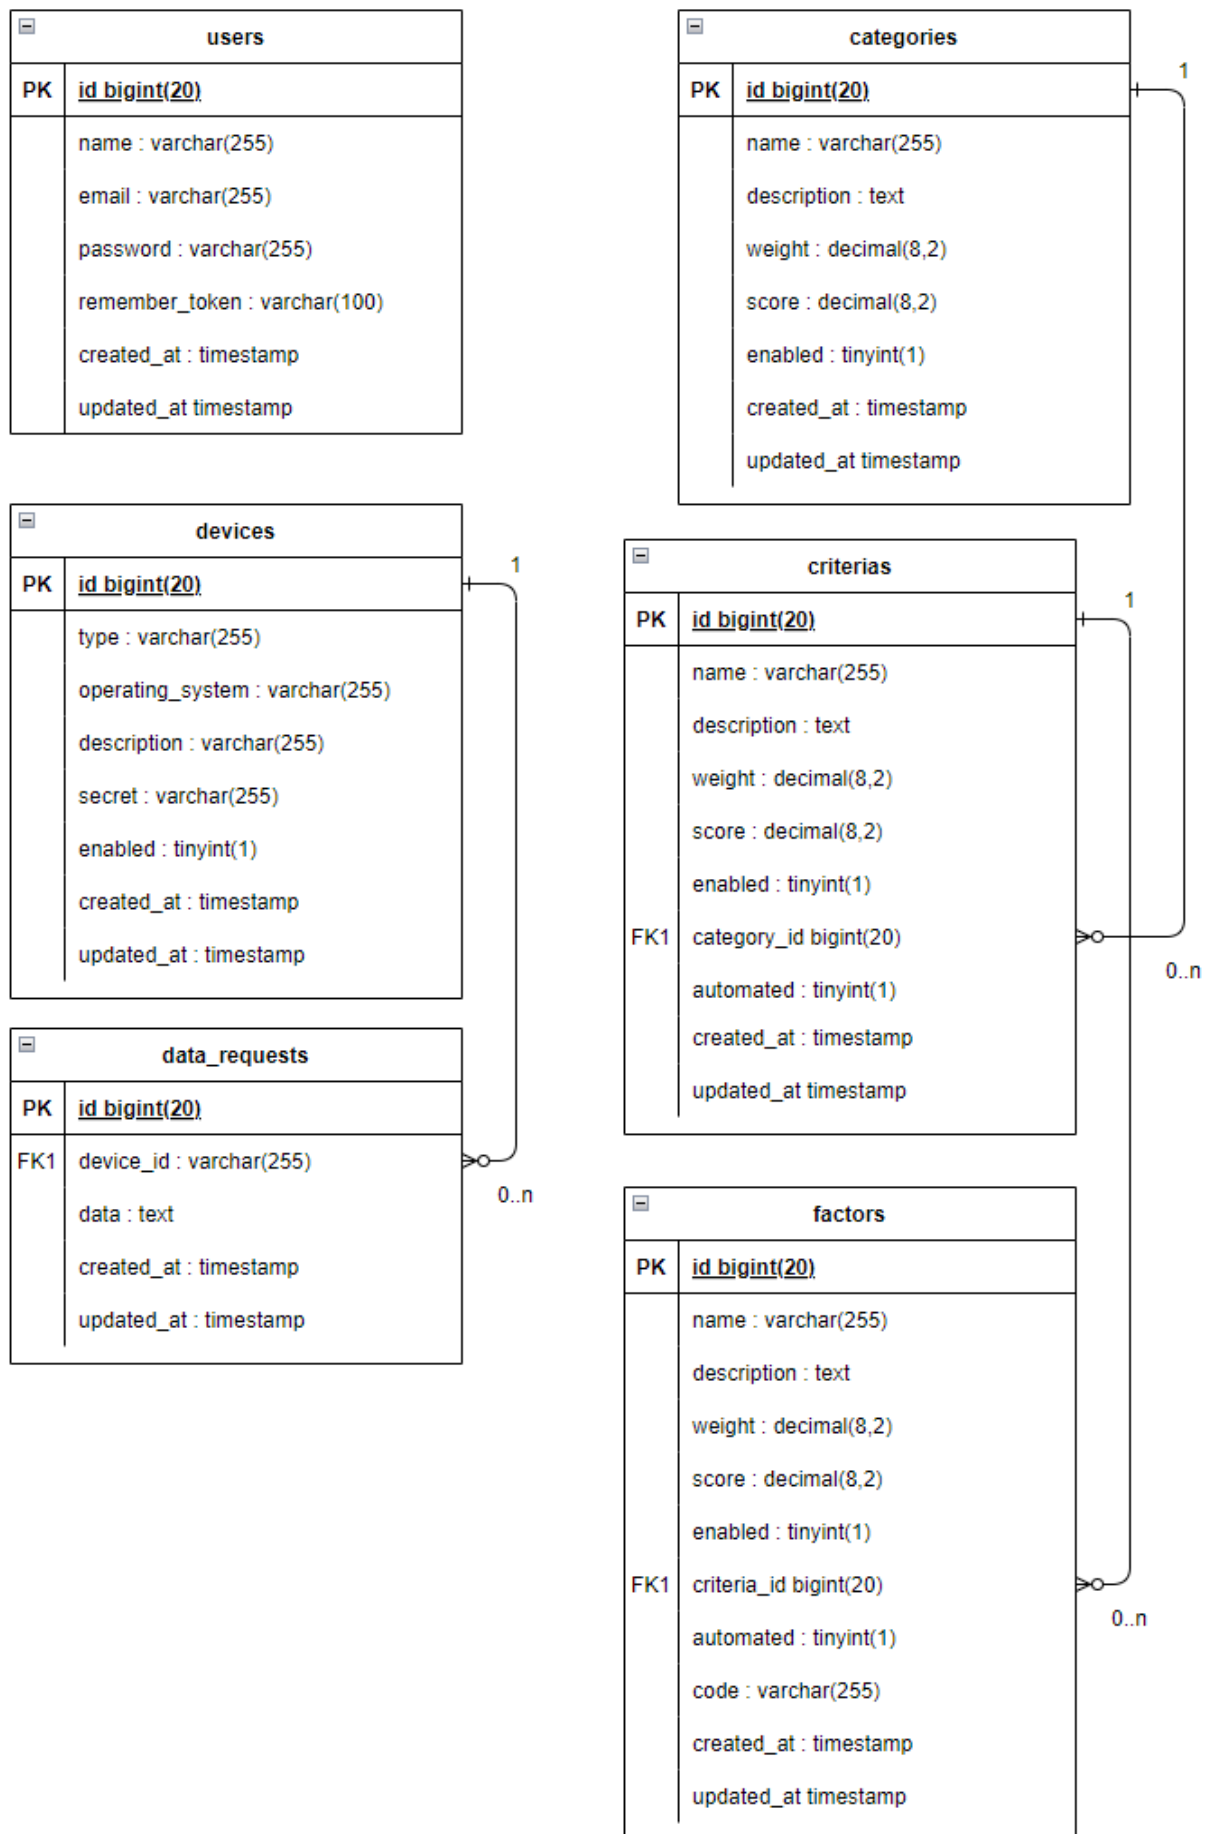 users
PK id bigint(20)
name : varchar(255)
email : varchar(255)
password : varchar(255)
remember_token : varchar(100)
created_at : timestamp
updated_at timestamp
devices
1
PK id bigint(20)
type : varchar(255)
operating_system : varchar(255)
description : varchar(255)
secret : varchar(255)
enabled : tinyint(1)
created_at : timestamp
updated_at : timestamp
data_requests
PK id bigint(20)
FK1 device_id : varchar(255)
0..n
data : text
created_at : timestamp
updated_at : timestamp
categories
1
PK id bigint(20)
name : varchar(255)
description : text
weight : decimal(8,2)
score : decimal(8,2)
enabled : tinyint(1)
created_at : timestamp
updated_at timestamp
criterias
1
PK id bigint(20)
name : varchar(255)
description : text
weight : decimal(8,2)
score : decimal(8,2)
enabled : tinyint(1)
FK1 category_id bigint(20)
0..n
automated : tinyint(1)
created_at : timestamp
updated_at timestamp
factors
PK id bigint(20)
name : varchar(255)
description : text
weight : decimal(8,2)
score : decimal(8,2)
enabled : tinyint(1)
FK1 criteria_id bigint(20)
0..n
automated : tinyint(1)
code : varchar(255)
created_at : timestamp
updated_at timestamp